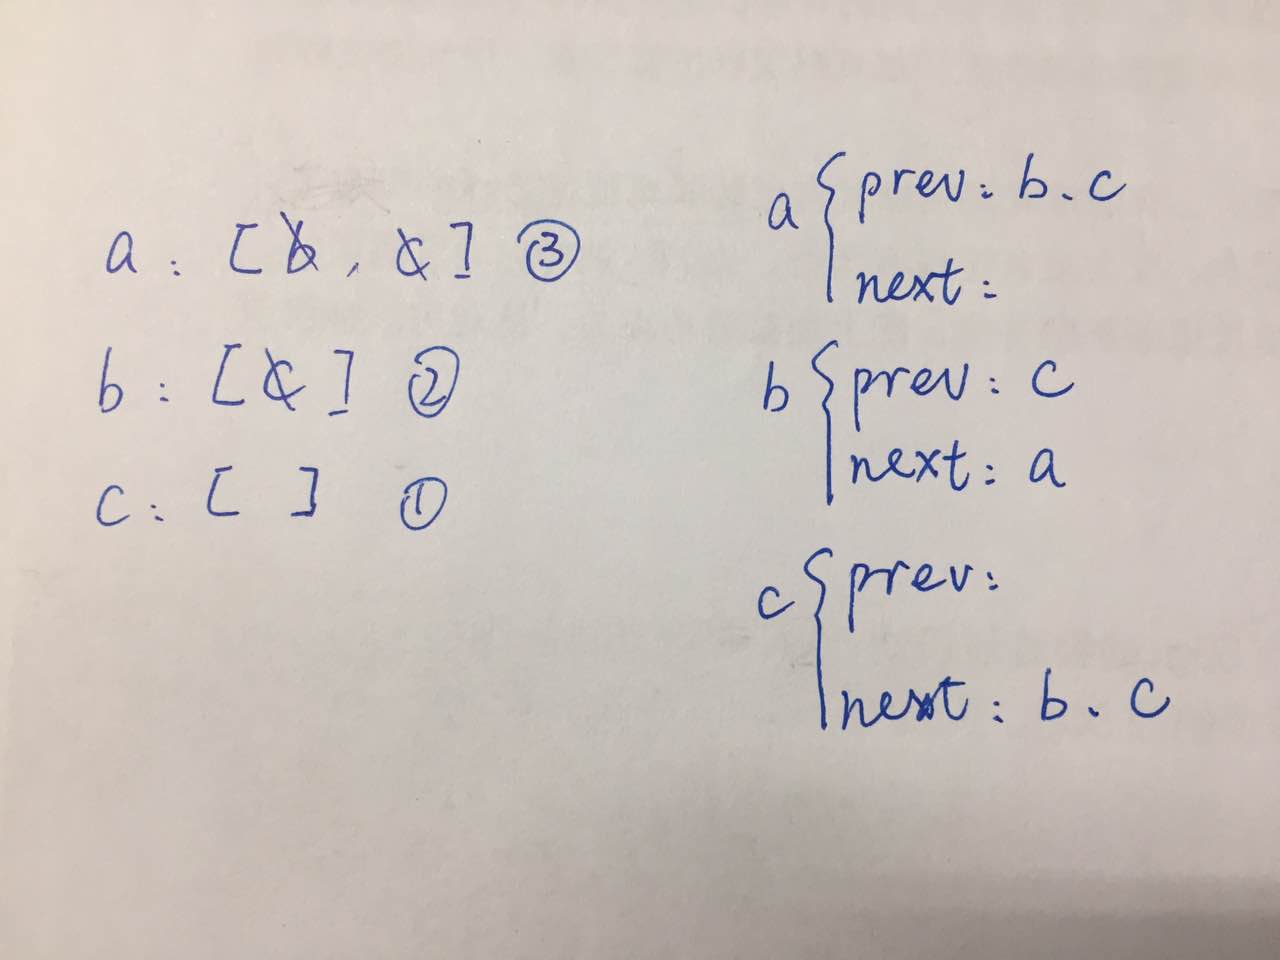 a: [b, c] ③
b: [c] ②
c: [ ] ①
a { prev: b.c
next:
b { prev: c
next: a
c { prev:
next: b.c